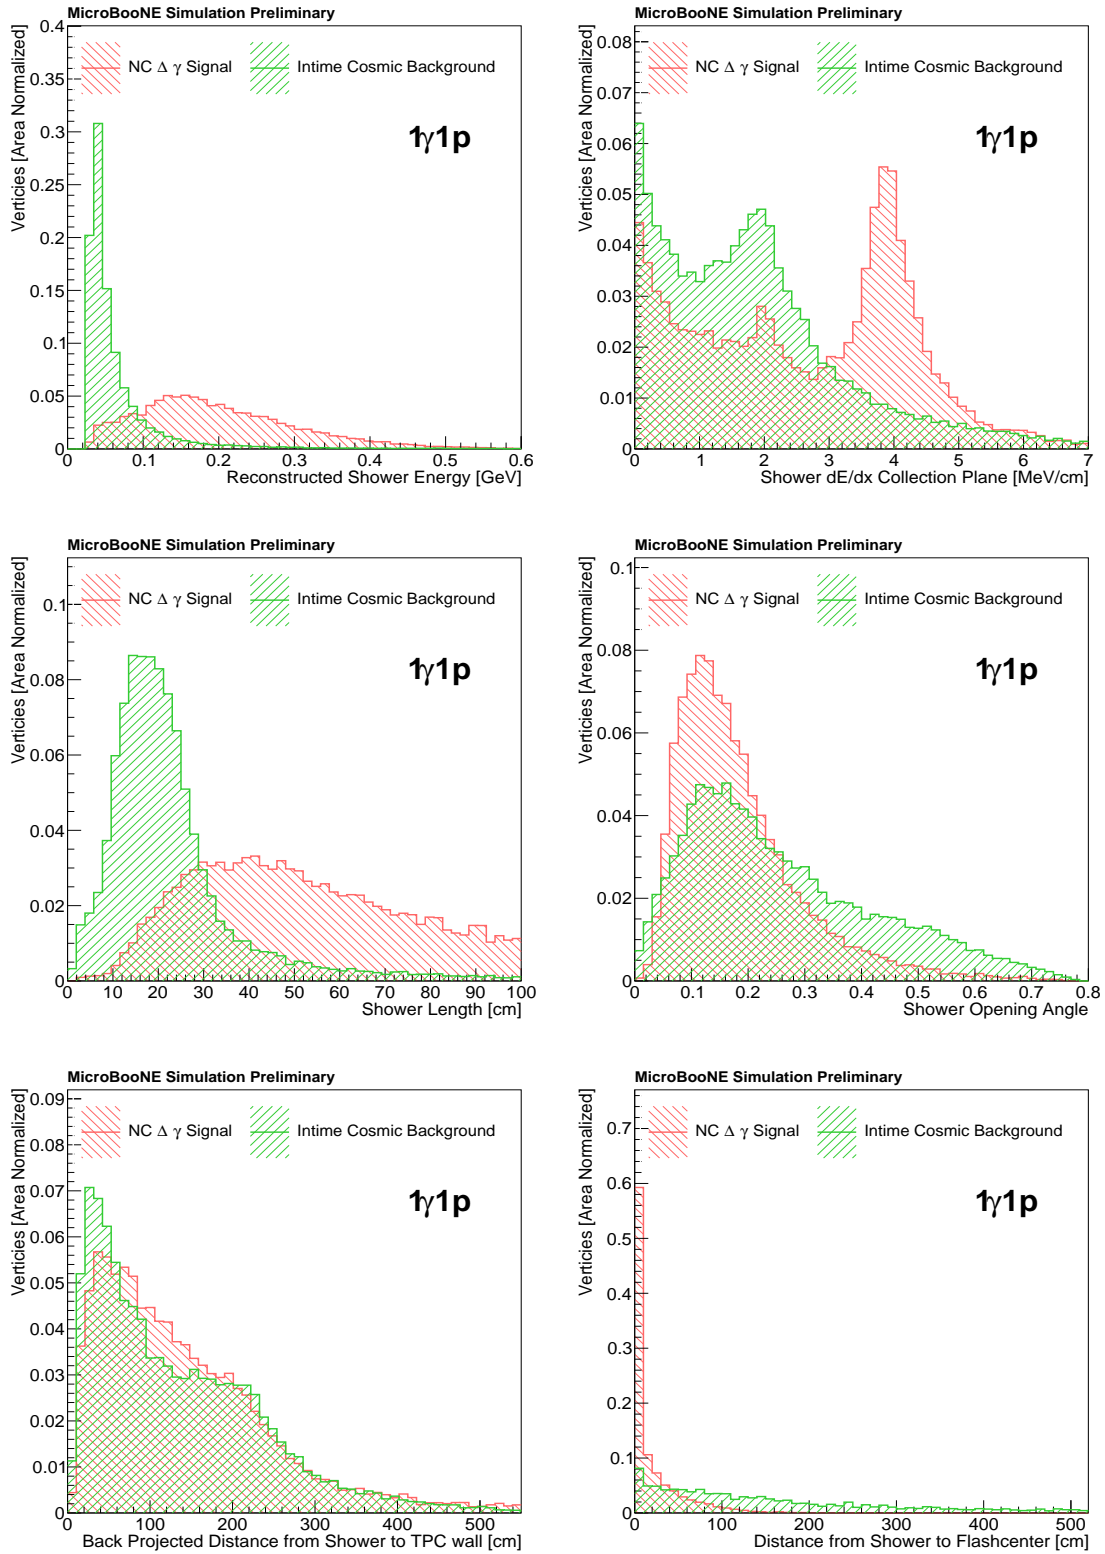 MicroBooNE Simulation Preliminary
Verticies [Area Normalized]
NC Δ γ Signal
Intime Cosmic Background
1γ1p
0.4
0.35
0.3
0.25
0.2
0.15
0.1
0.05
0
0 0.1 0.2 0.3 0.4 0.5 0.6
Reconstructed Shower Energy [GeV]
MicroBooNE Simulation Preliminary
Verticies [Area Normalized]
NC Δ γ Signal
Intime Cosmic Background
1γ1p
0.08
0.07
0.06
0.05
0.04
0.03
0.02
0.01
0
0 1 2 3 4 5 6 7
Shower dE/dx Collection Plane [MeV/cm]
MicroBooNE Simulation Preliminary
Verticies [Area Normalized]
NC Δ γ Signal
Intime Cosmic Background
1γ1p
0.1
0.08
0.06
0.04
0.02
0
0 10 20 30 40 50 60 70 80 90 100
Shower Length [cm]
MicroBooNE Simulation Preliminary
Verticies [Area Normalized]
NC Δ γ Signal
Intime Cosmic Background
1γ1p
0.1
0.08
0.06
0.04
0.02
0
0 0.1 0.2 0.3 0.4 0.5 0.6 0.7 0.8
Shower Opening Angle
MicroBooNE Simulation Preliminary
Verticies [Area Normalized]
NC Δ γ Signal
Intime Cosmic Background
1γ1p
0.09
0.08
0.07
0.06
0.05
0.04
0.03
0.02
0.01
0
0 100 200 300 400 500
Back Projected Distance from Shower to TPC wall [cm]
MicroBooNE Simulation Preliminary
Verticies [Area Normalized]
NC Δ γ Signal
Intime Cosmic Background
1γ1p
0.7
0.6
0.5
0.4
0.3
0.2
0.1
0
0 100 200 300 400 500
Distance from Shower to Flashcenter [cm]